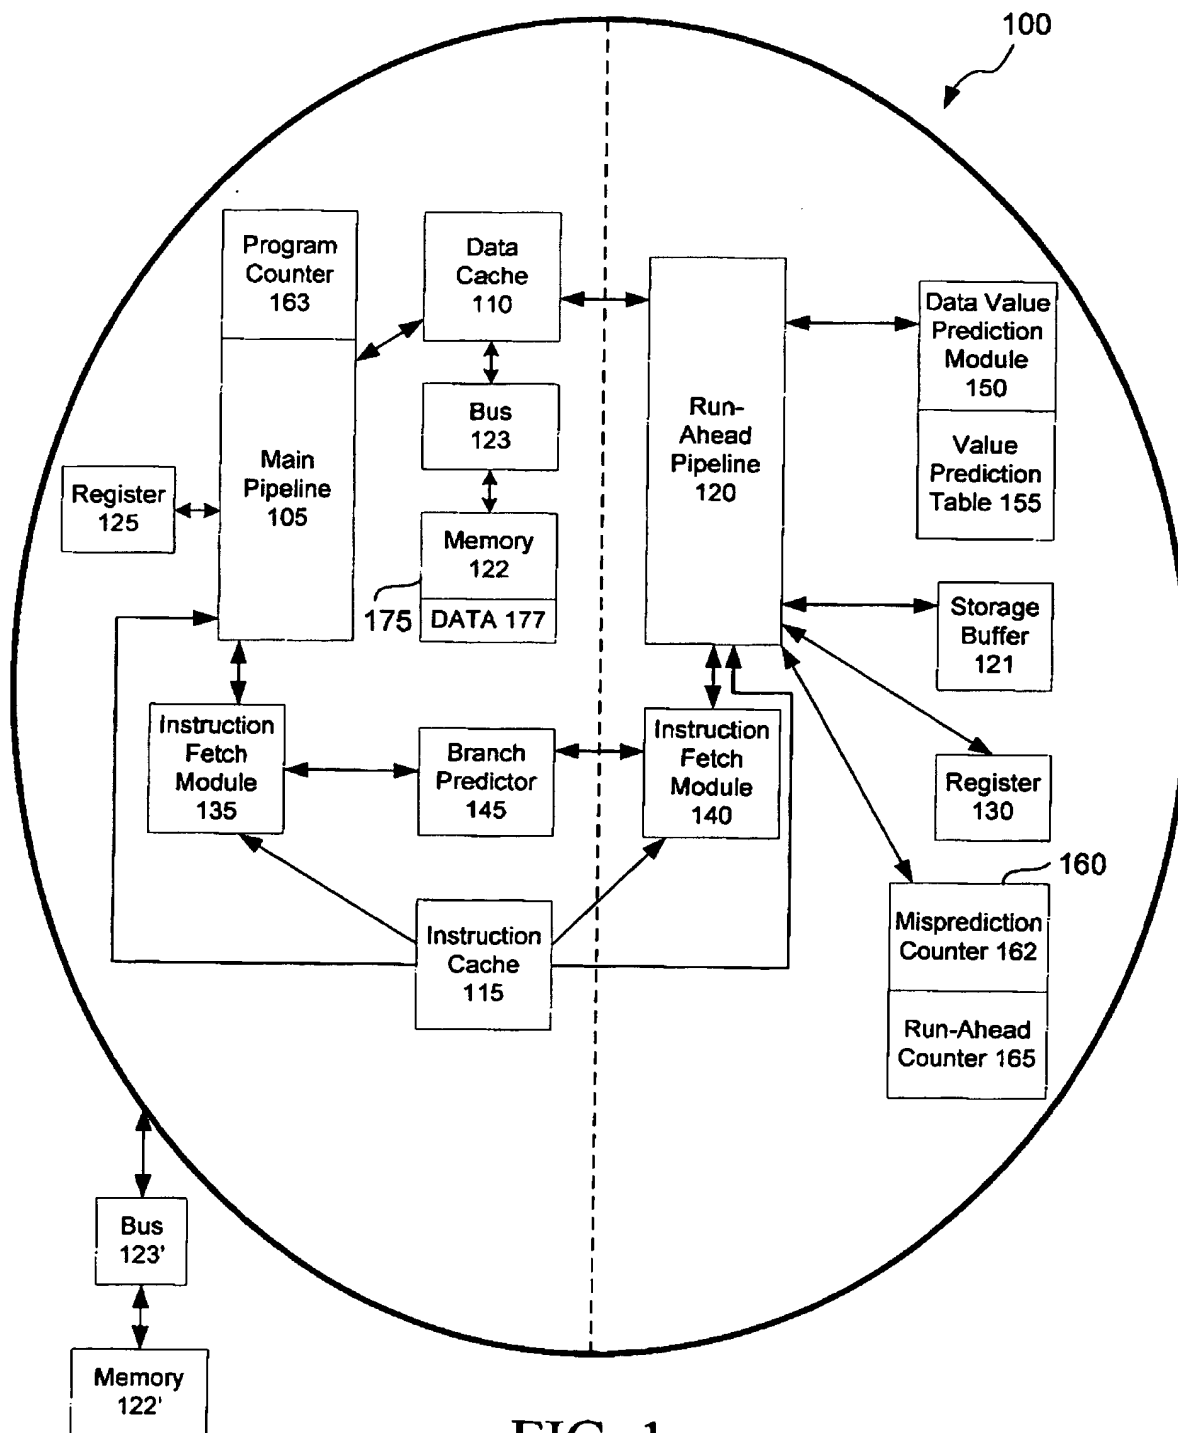 100
Program
Counter
163
Data
Cache
110
Data Value
Prediction
Module
150
Bus
123
Run-
Ahead
Pipeline
120
Main
Pipeline
105
Value
Prediction
Table 155
Register
125
Memory
122
175
DATA 177
Storage
Buffer
121
Instruction
Fetch
Module
135
Branch
Predictor
145
Instruction
Fetch
Module
140
Register
130
160
Instruction
Cache
115
Misprediction
Counter 162
Run-Ahead
Counter 165
Bus
123'
Memory
122'
FIG. 1